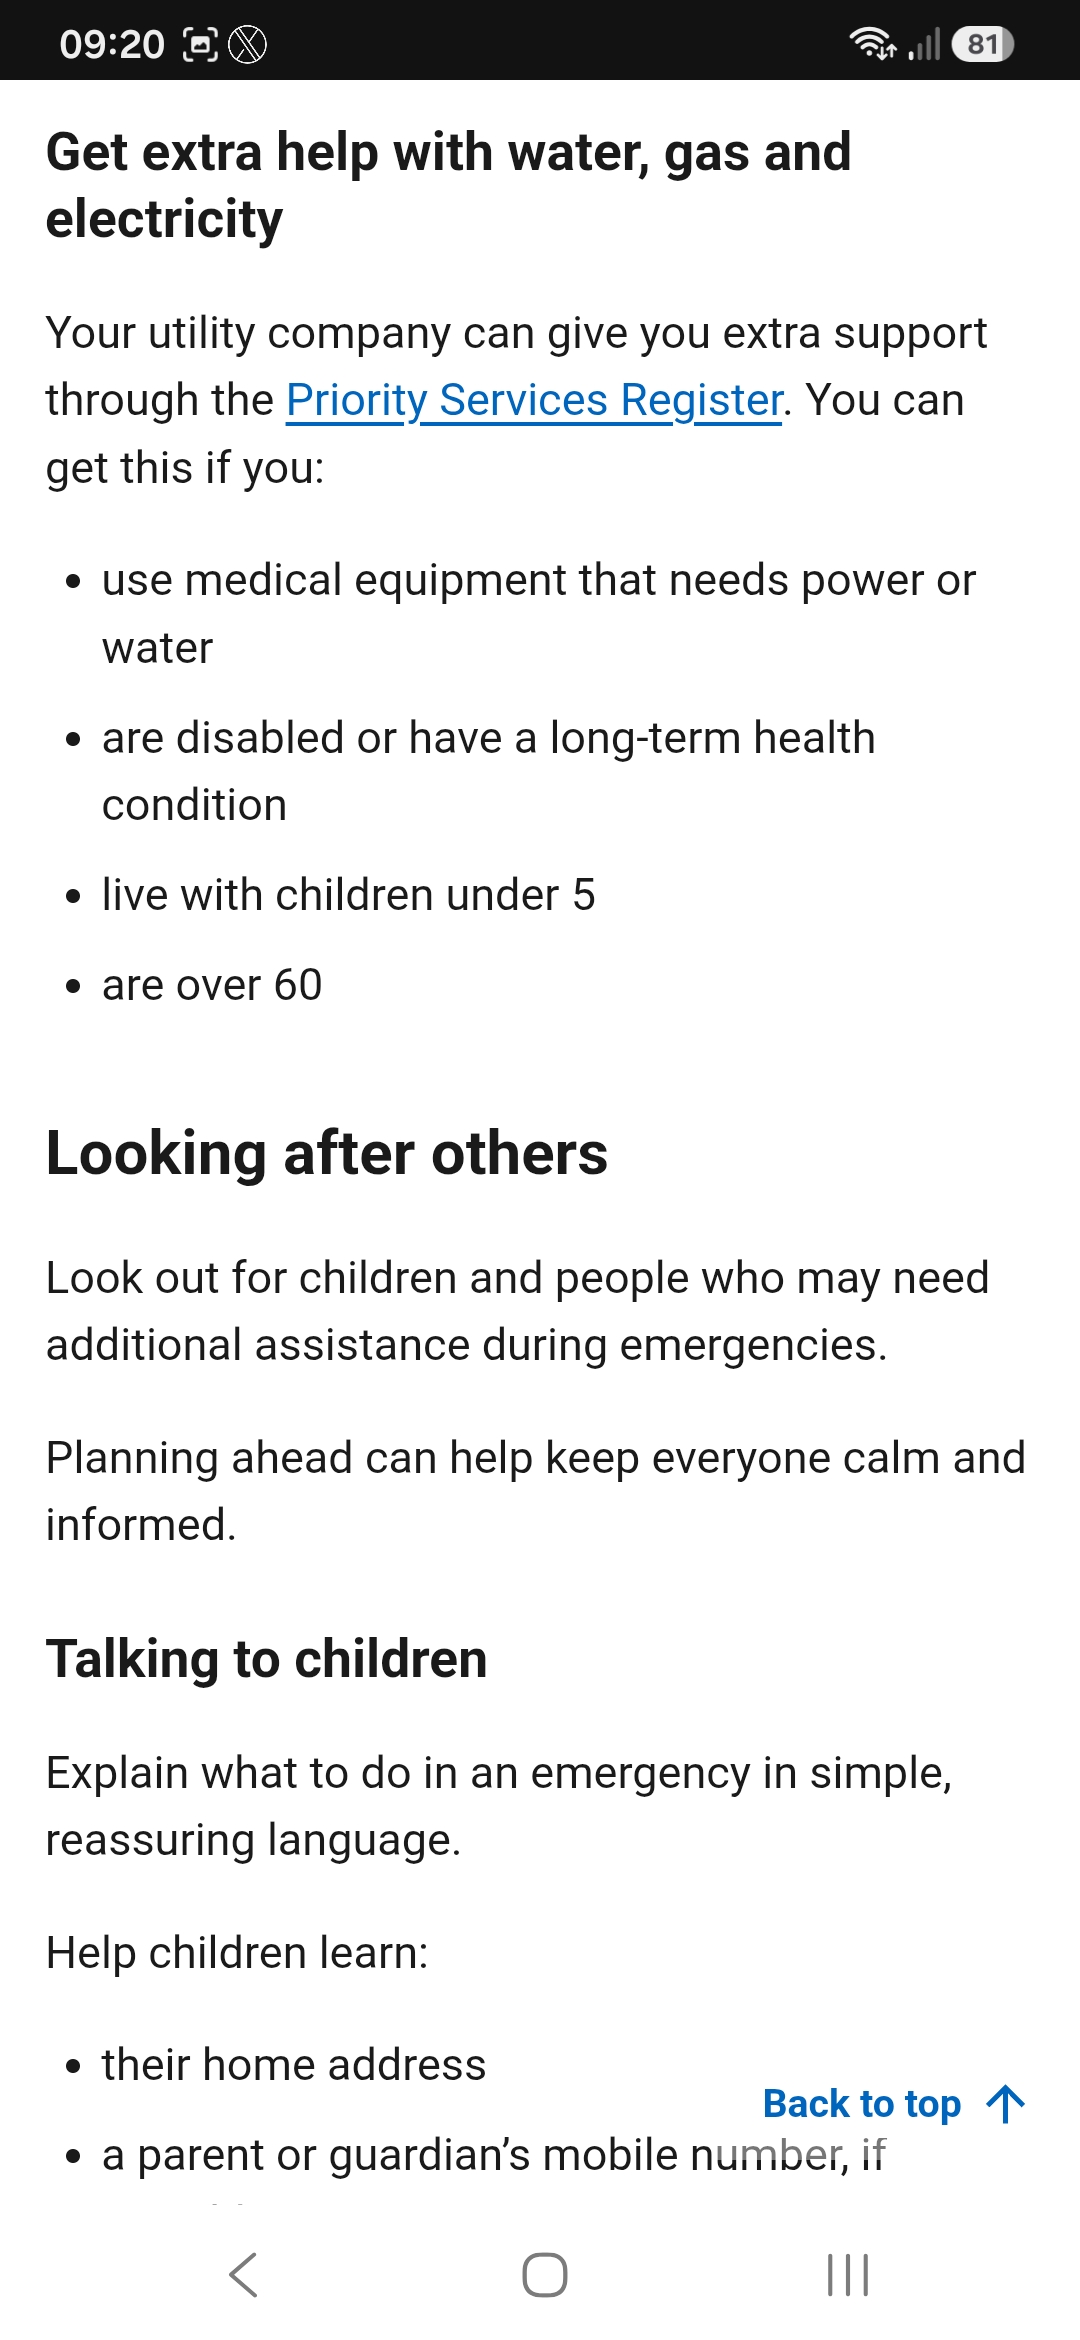 09:20
81
Get extra help with water, gas and
electricity
Your utility company can give you extra support
through the Priority Services Register. You can
get this if you:
• use medical equipment that needs power or
water
• are disabled or have a long-term health
condition
• live with children under 5
• are over 60
Looking after others
Look out for children and people who may need
additional assistance during emergencies.
Planning ahead can help keep everyone calm and
informed.
Talking to children
Explain what to do in an emergency in simple,
reassuring language.
Help children learn:
• their home address
Back to top
• a parent or guardian’s mobile number, if